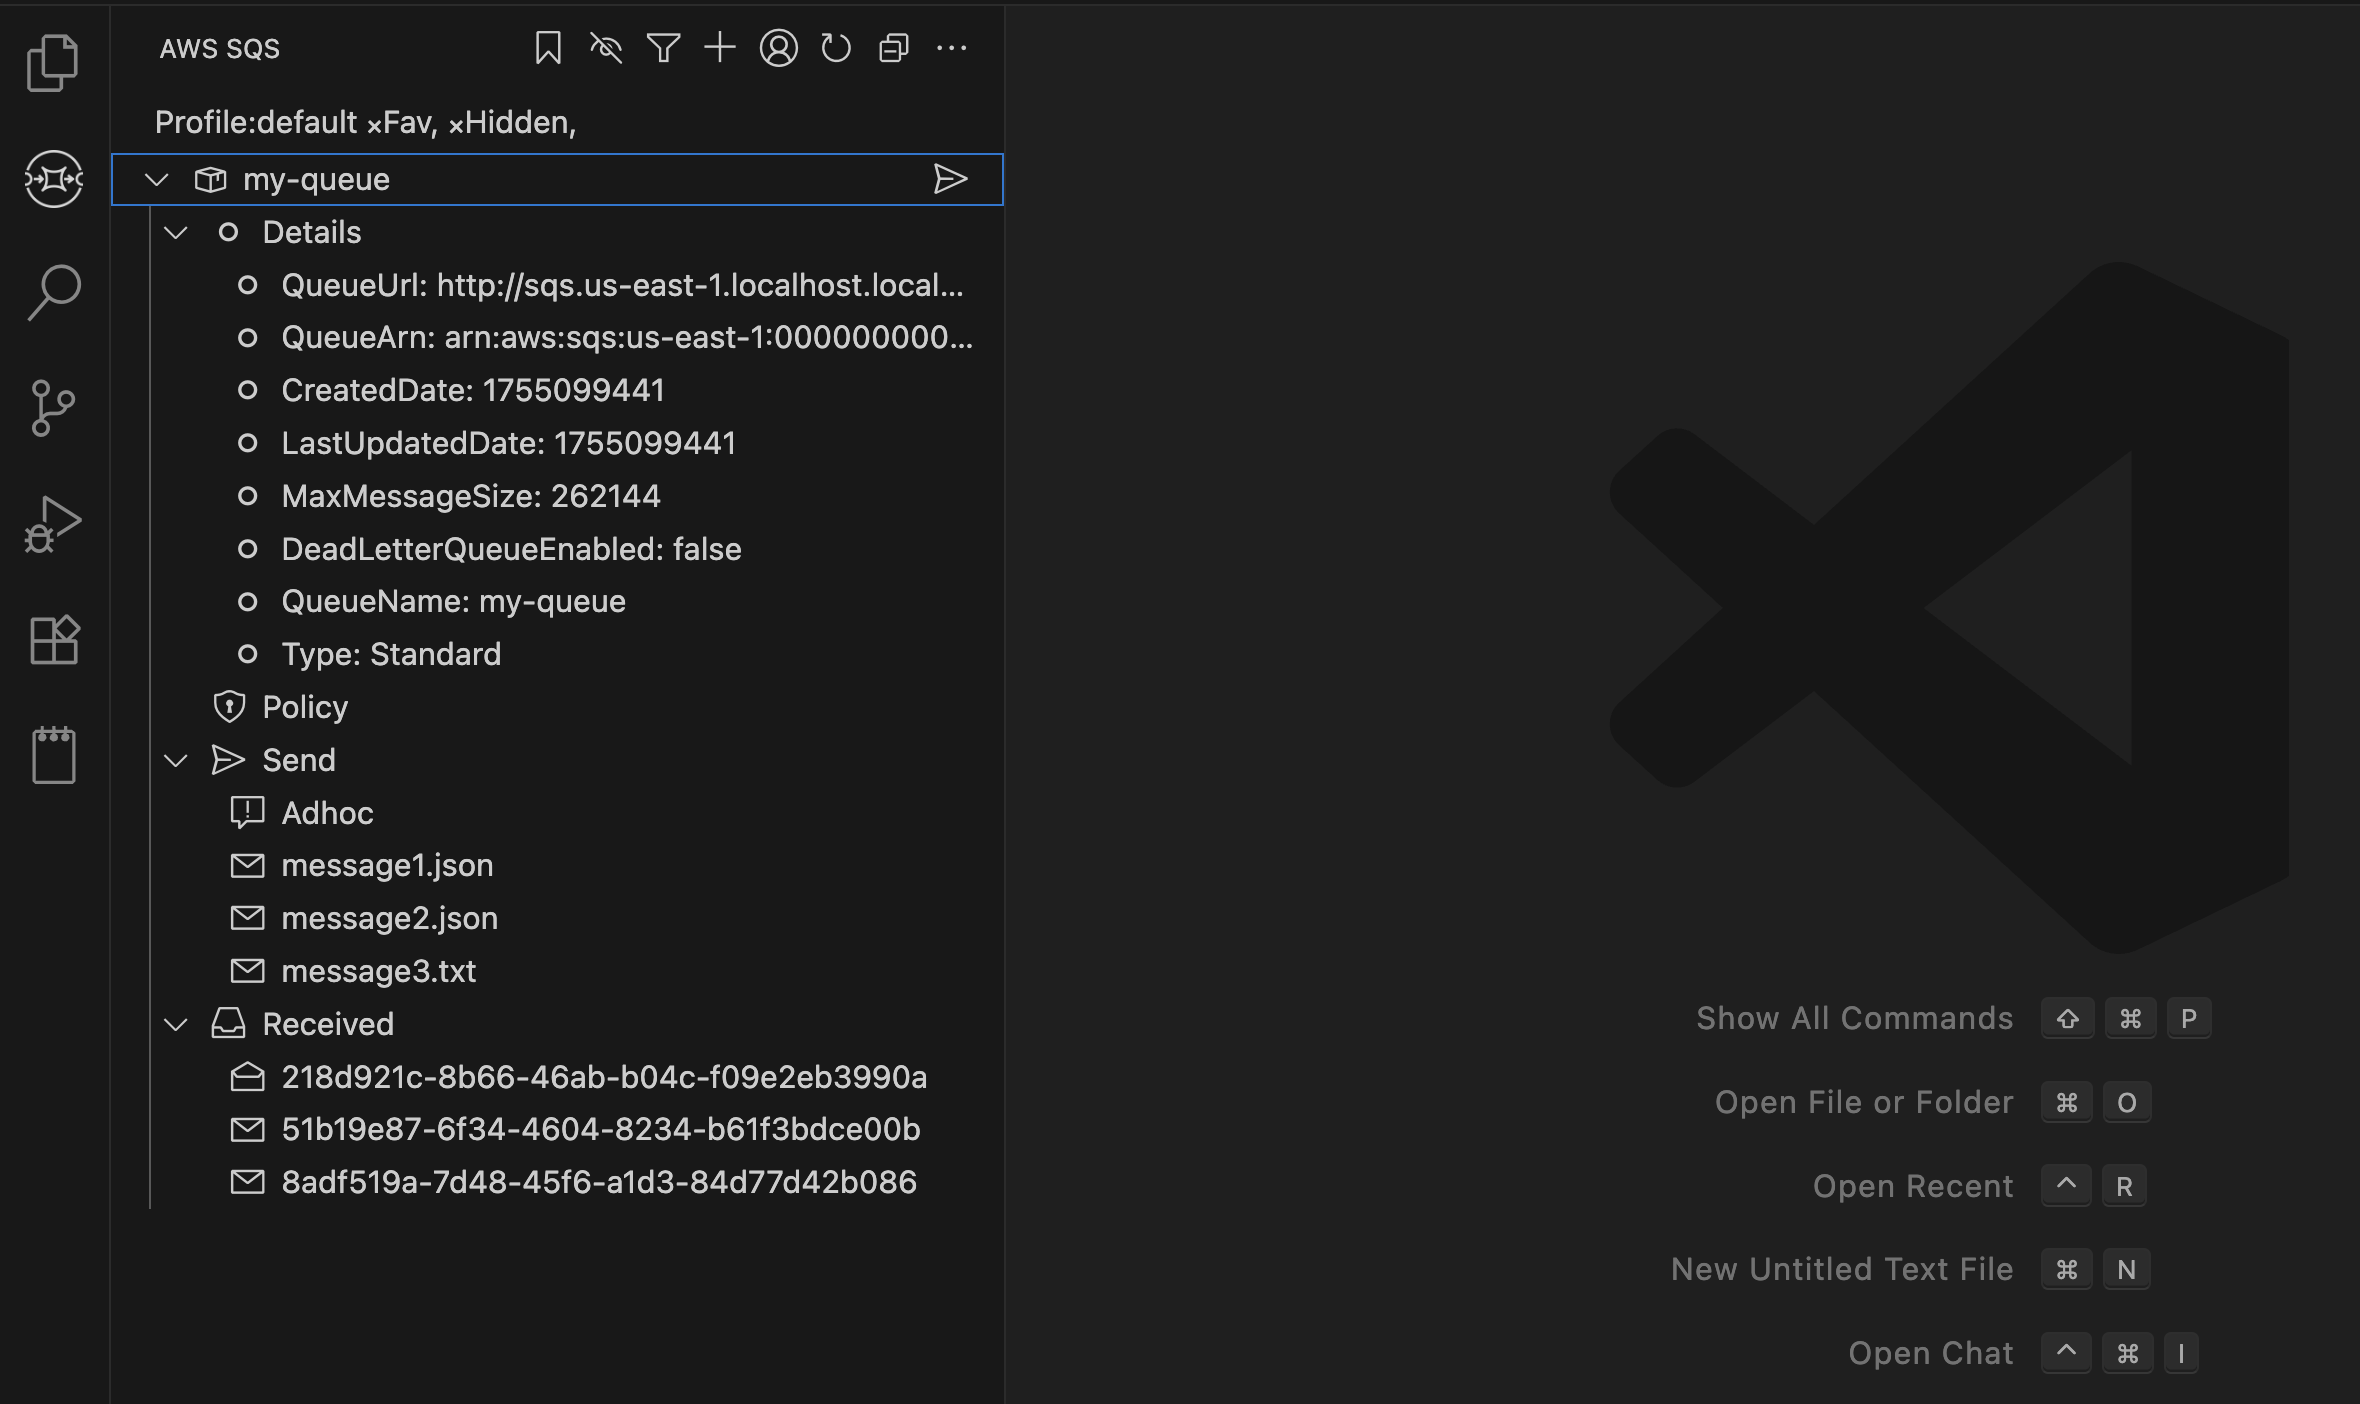 AWS SQS
Profile:default ×Fav, ×Hidden,
my-queue
Details
QueueUrl: http://sqs.us-east-1.localhost.local...
QueueArn: arn:aws:sqs:us-east-1:000000000...
CreatedDate: 1755099441
LastUpdatedDate: 1755099441
MaxMessageSize: 262144
DeadLetterQueueEnabled: false
QueueName: my-queue
Type: Standard
Policy
Send
Adhoc
message1.json
message2.json
message3.txt
Received
218d921c-8b66-46ab-b04c-f09e2eb3990a
51b19e87-6f34-4604-8234-b61f3bdce00b
8adf519a-7d48-45f6-a1d3-84d77d42b086
Show All Commands ⇧ ⌘ P
Open File or Folder ⌘ O
Open Recent ^ R
New Untitled Text File ⌘ N
Open Chat ^ ⌘ I